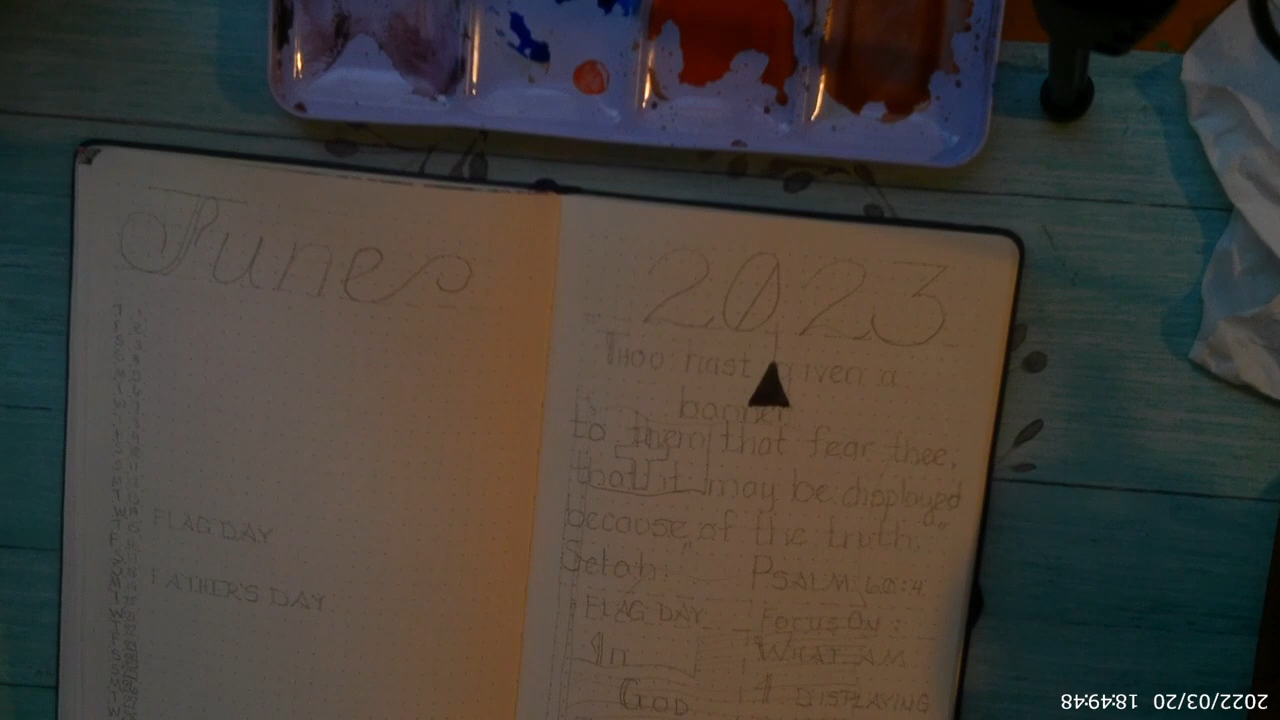 June
FLAG DAY
FATHER'S DAY
2023
Thou hast given a
banner
to them that fear thee,
that it may be displayed
because of the truth."
Selah. PSALM 60:4
FLAG DAY FOCUS ON:
In WHAT AM
GOD I DISPLAYING
2022/03/20 18:49:48